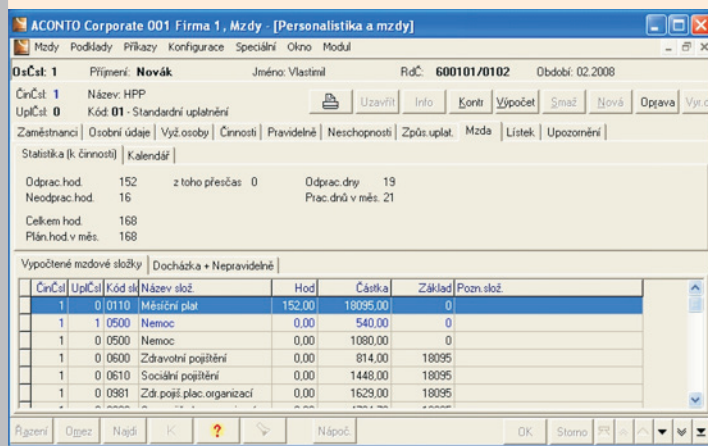 ACONTO Corporate 001 Firma 1, Mzdy - [Personalistika a mzdy]
Mzdy Podklady Příkazy Konfigurace Speciální Okno Modul
OsČsl: 1 Příjmení: Novák Jméno: Vlastimil RdČ: 600101/0102 Období: 02.2008
ČinČsl: 1 Název: HPP
UplČsl: 0 Kód: 01 - Standardní uplatnění
Uzavřít Info Kontr Výpočet Smaž Nová Oprava
Zaměstnanci Osobní údaje Vyž.osoby Činnosti Pravidelně Neschopnosti Způs.uplat. Mzda Lístek Upozornění
Statistika (k činnosti) Kalendář
Odprac.hod. 152 z toho přesčas 0 Odprac.dny 19
Neodprac.hod. 16 Prac.dnů v měs. 21
Celkem hod. 168
Plán.hod.v měs. 168
Vypočtené mzdové složky Docházka + Nepravidelně
ČinČsl UplČsl Kód sl Název slož. Hod Částka Základ Pozn.slož.
1 0 0110 Měsíční plat 152,00 18095,00 0
1 1 0500 Nemoc 0,00 540,00 0
1 0 0500 Nemoc 0,00 1080,00 0
1 0 0600 Zdravotní pojištění 0,00 814,00 18095
1 0 0610 Sociální pojištění 0,00 1448,00 18095
1 0 0981 Zdr.pojiš.plac.organizací 0,00 1629,00 18095
Řazení Omez Najdi K ? Nápoč. OK Storno